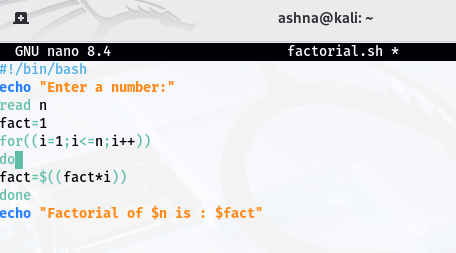 ashna@kali: ~
GNU nano 8.4 factorial.sh *
#!/bin/bash
echo "Enter a number:"
read n
fact=1
for((i=1;i<=n;i++))
do
fact=$((fact*i))
done
echo "Factorial of $n is : $fact"